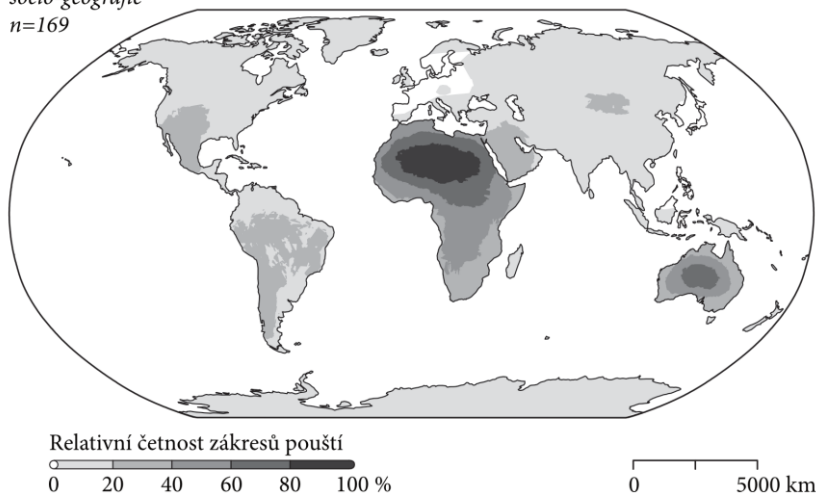 socio-geografie
n=169
Relativní četnost zákresů pouští
0 20 40 60 80 100 %
0 5000 km